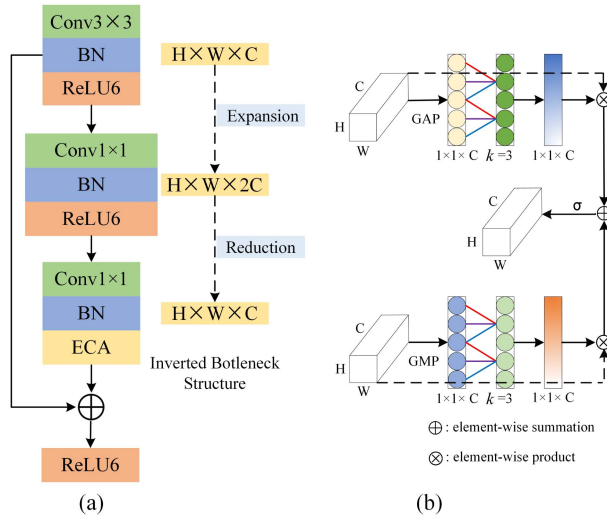 Conv3×3
BN
ReLU6
Conv1×1
BN
ReLU6
Conv1×1
BN
ECA
ReLU6
H×W×C
Expansion
H×W×2C
Reduction
H×W×C
Inverted Botleneck
Structure
(a)
C
H
W
GAP
1×1×C
k=3
1×1×C
C
H
W
σ
C
H
W
GMP
1×1×C
k=3
1×1×C
: element-wise summation
: element-wise product
(b)